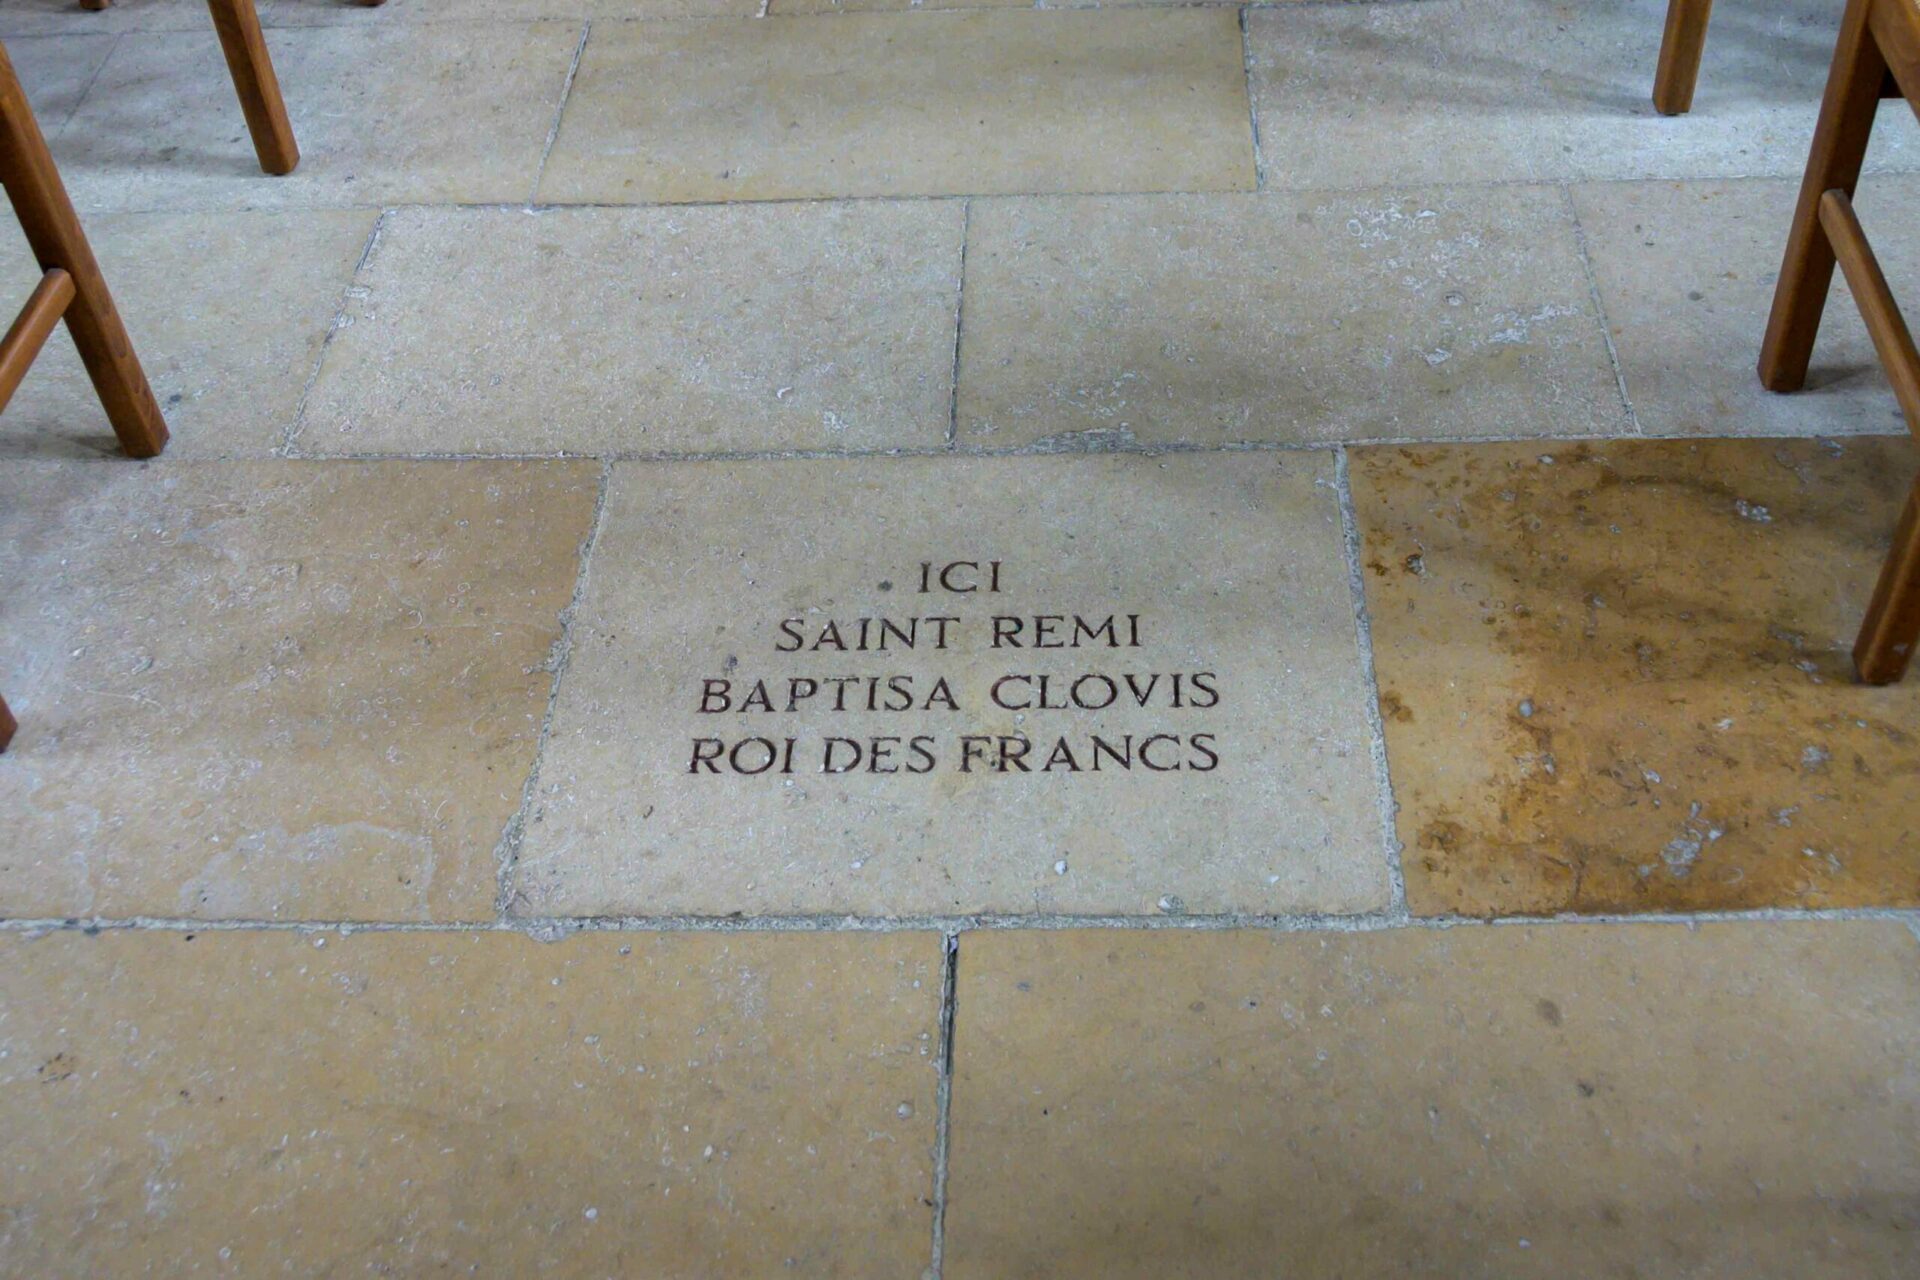 ICI
SAINT REMI
BAPTISA CLOVIS
ROI DES FRANCS